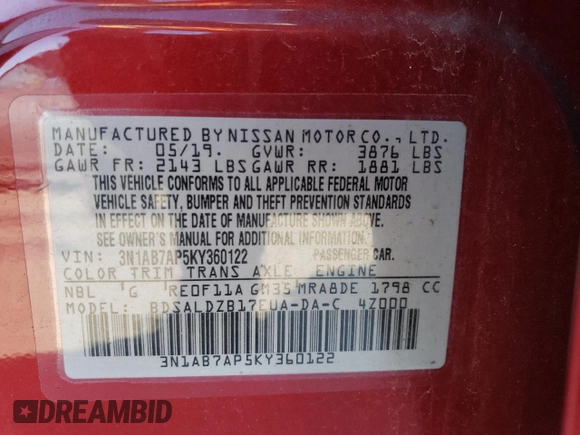 MANUFACTURED BY NISSAN MOTOR CO., LTD.
DATE: 05/19. GVWR: 3876 LBS
GAWR FR: 2143 LBS GAWR RR: 1881 LBS
THIS VEHICLE CONFORMS TO ALL APPLICABLE FEDERAL MOTOR
VEHICLE SAFETY, BUMPER AND THEFT PREVENTION STANDARDS
IN EFFECT ON THE DATE OF MANUFACTURE SHOWN ABOVE.
SEE OWNER'S MANUAL FOR ADDITIONAL INFORMATION.
VIN: 3N1AB7AP5KY360122 PASSENGER CAR.
COLOR TRIM TRANS AXLE ENGINE
NBL G RE0F11A GM35 MRA8DE 1798 CC
MODEL: BDSALDZB17EUA-DA-C 4Z000
3N1AB7AP5KY360122
DREAMBID